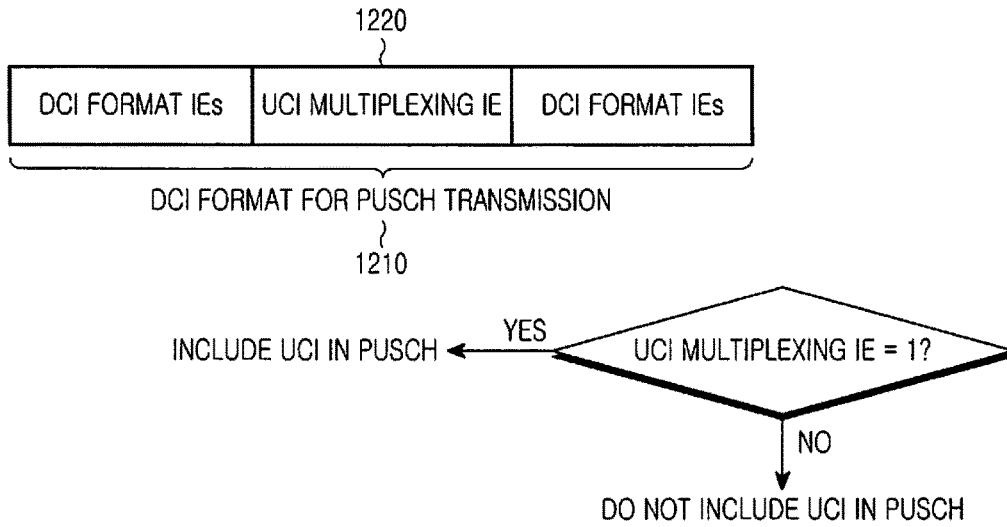 1220
DCI FORMAT IEs UCI MULTIPLEXING IE DCI FORMAT IEs
DCI FORMAT FOR PUSCH TRANSMISSION
1210
INCLUDE UCI IN PUSCH YES UCI MULTIPLEXING IE = 1?
NO
DO NOT INCLUDE UCI IN PUSCH